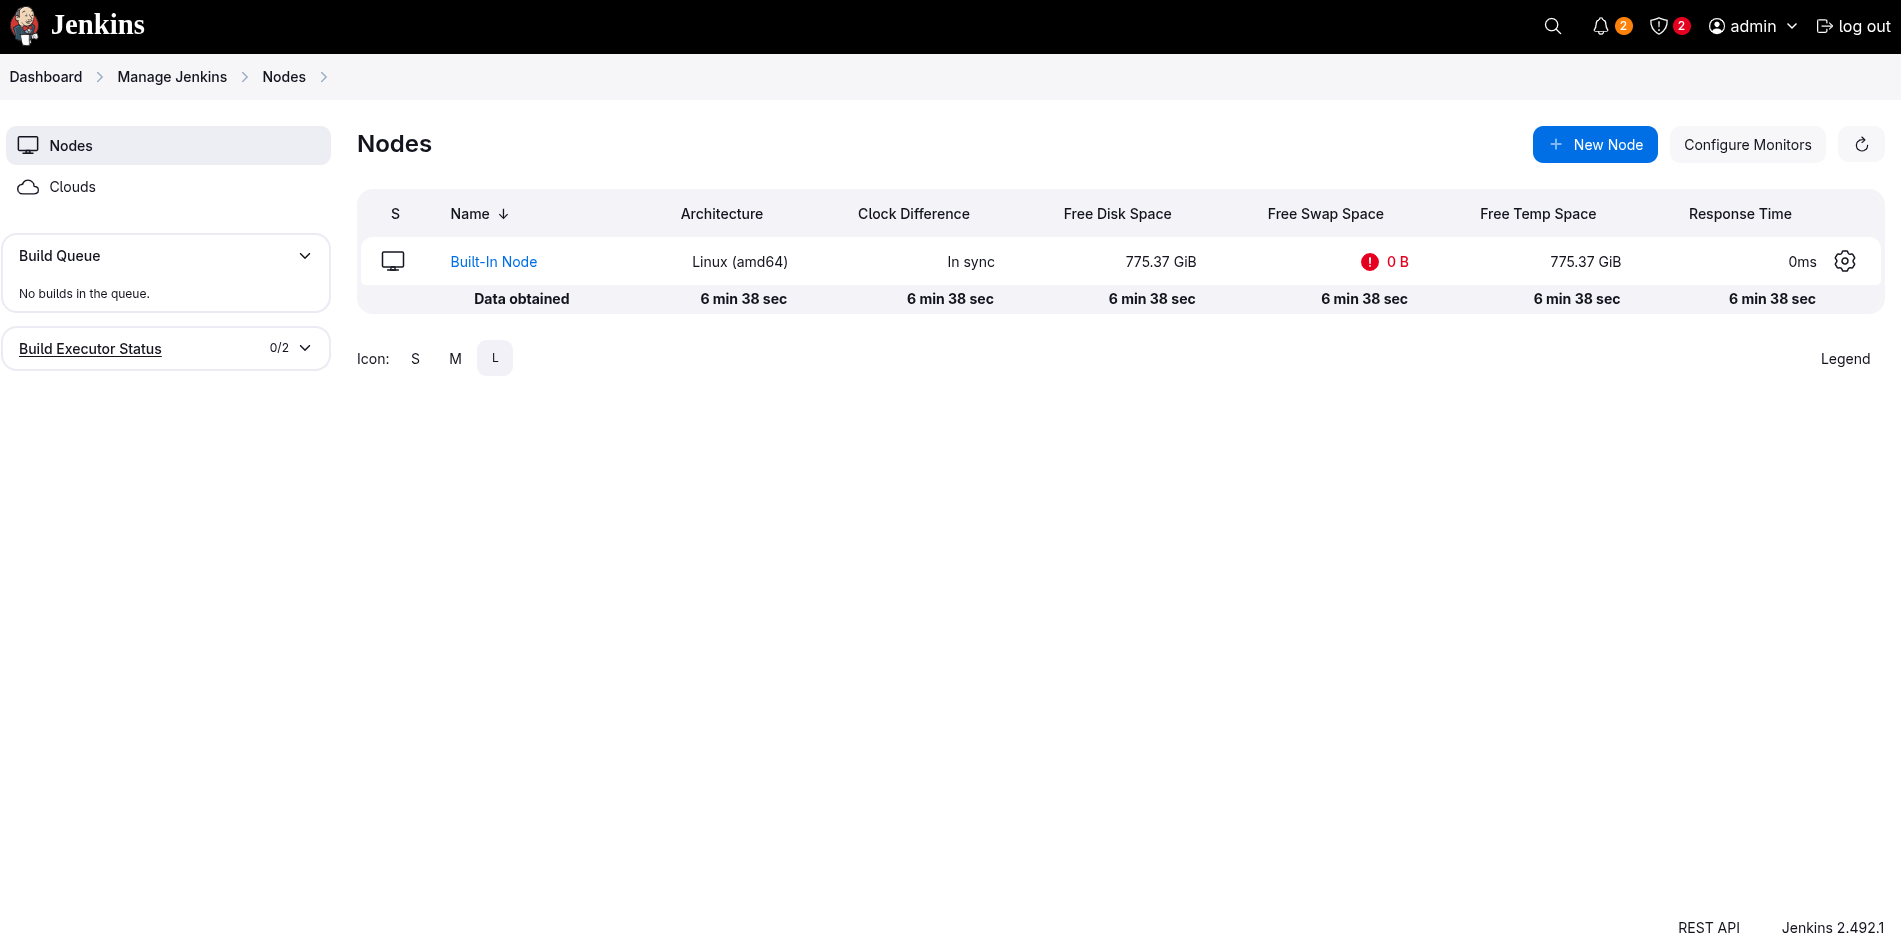 Jenkins
2
2
admin
log out
Dashboard
Manage Jenkins
Nodes
Nodes
Clouds
Build Queue
No builds in the queue.
Build Executor Status 0/2
Nodes
New Node
Configure Monitors
S Name ↓ Architecture Clock Difference Free Disk Space Free Swap Space Free Temp Space Response Time
Built-In Node Linux (amd64) In sync 775.37 GiB 0 B 775.37 GiB 0ms
Data obtained 6 min 38 sec 6 min 38 sec 6 min 38 sec 6 min 38 sec 6 min 38 sec 6 min 38 sec
Icon: S M L
Legend
REST API
Jenkins 2.492.1